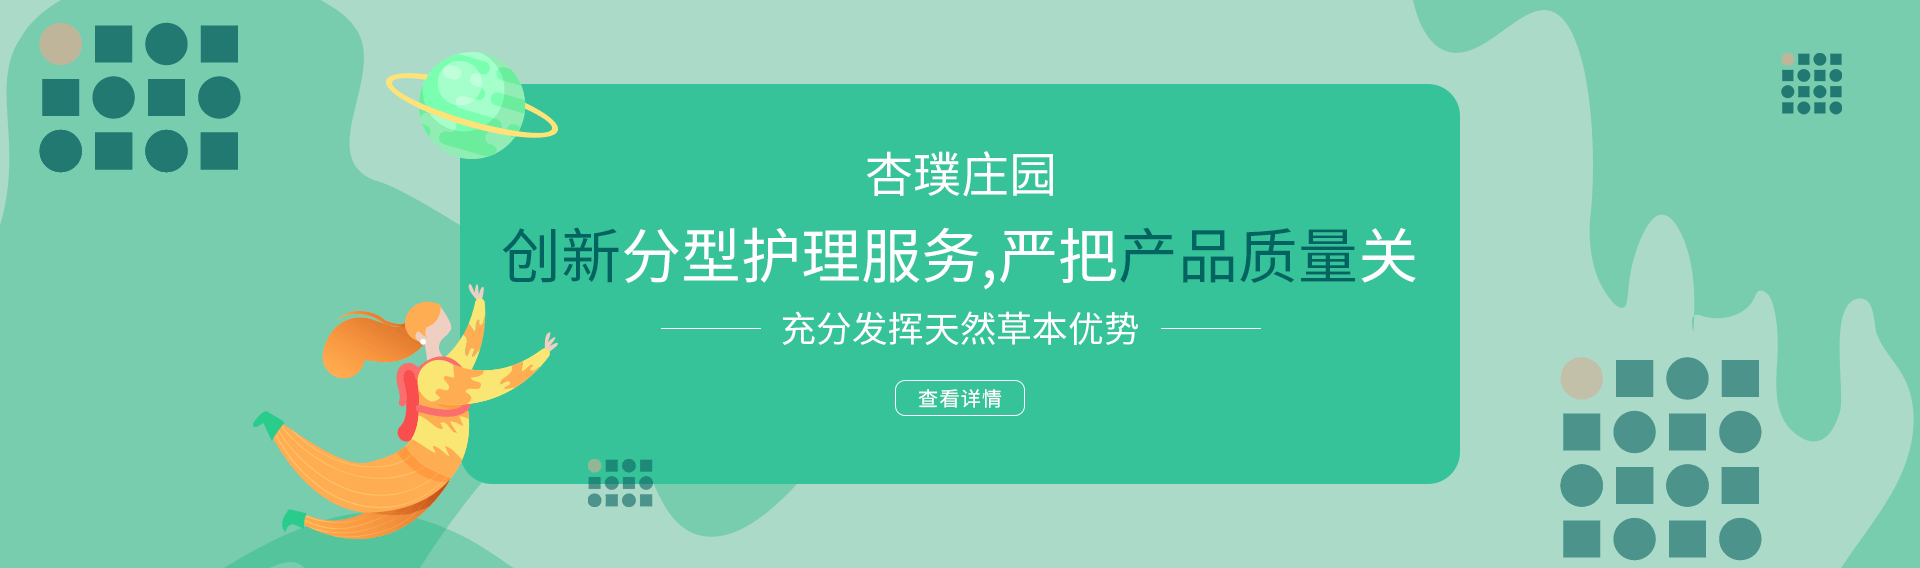 杏璞庄园
创新分型护理服务,严把产品质量关
充分发挥天然草本优势
查看详情